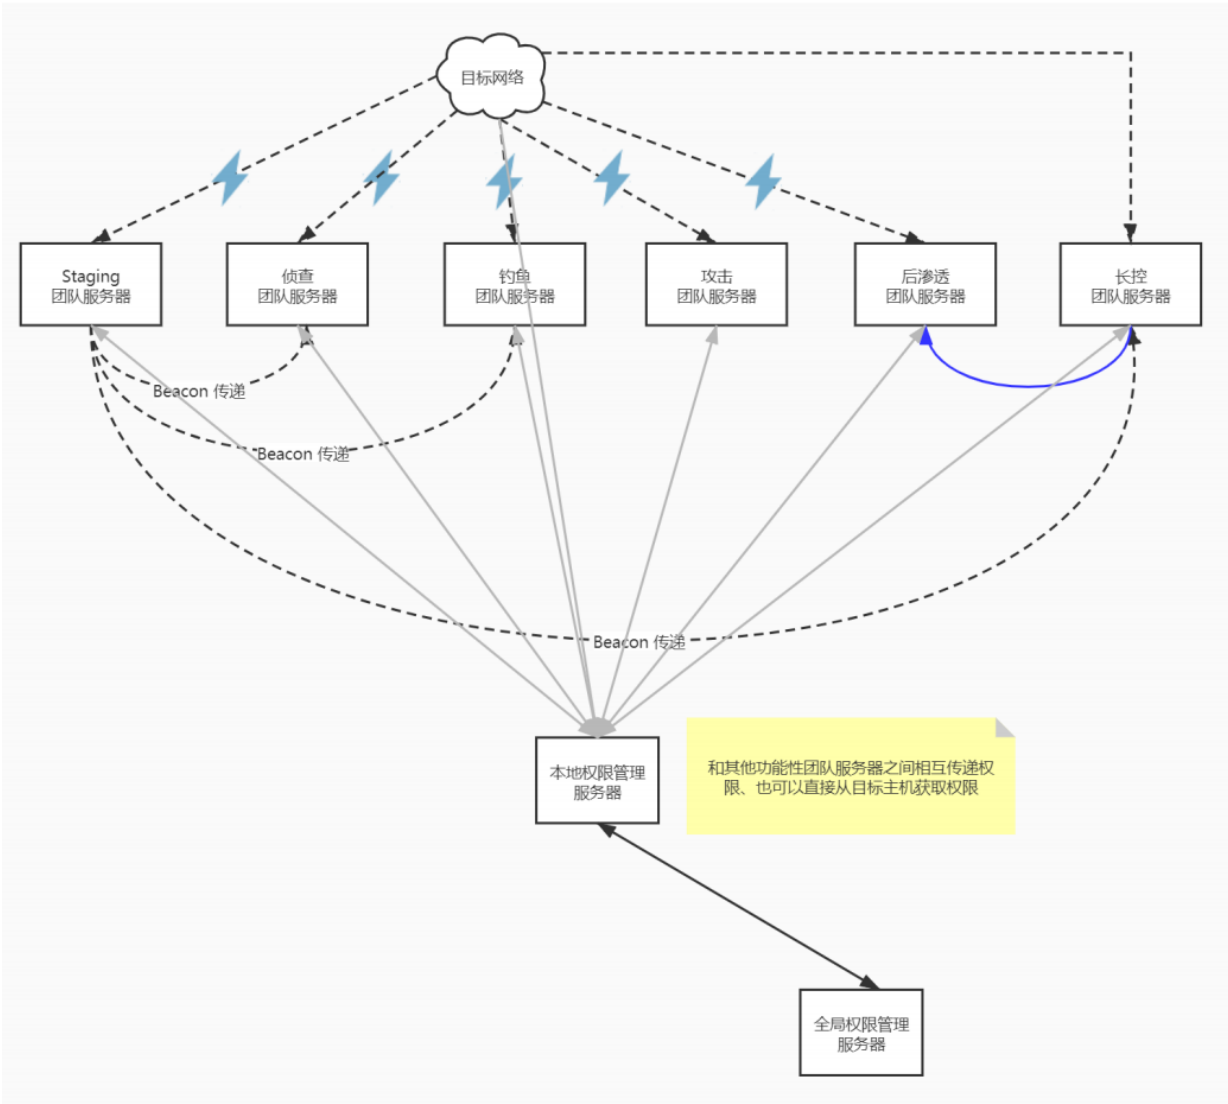 目标网络
Staging
团队服务器
侦查
团队服务器
钓鱼
团队服务器
攻击
团队服务器
后渗透
团队服务器
长控
团队服务器
Beacon 传递
Beacon 传递
Beacon 传递
本地权限管理
服务器
和其他功能性团队服务器之间相互传递权
限、也可以直接从目标主机获取权限
全局权限管理
服务器